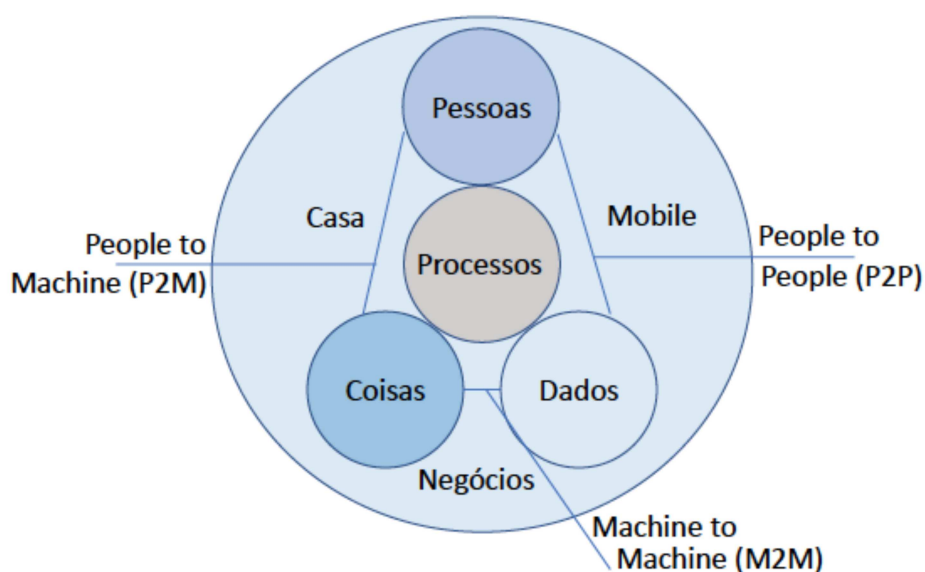 Pessoas
Casa
Mobile
People to
Machine (P2M)
Processos
People to
People (P2P)
Coisas
Dados
Negócios
Machine to
Machine (M2M)